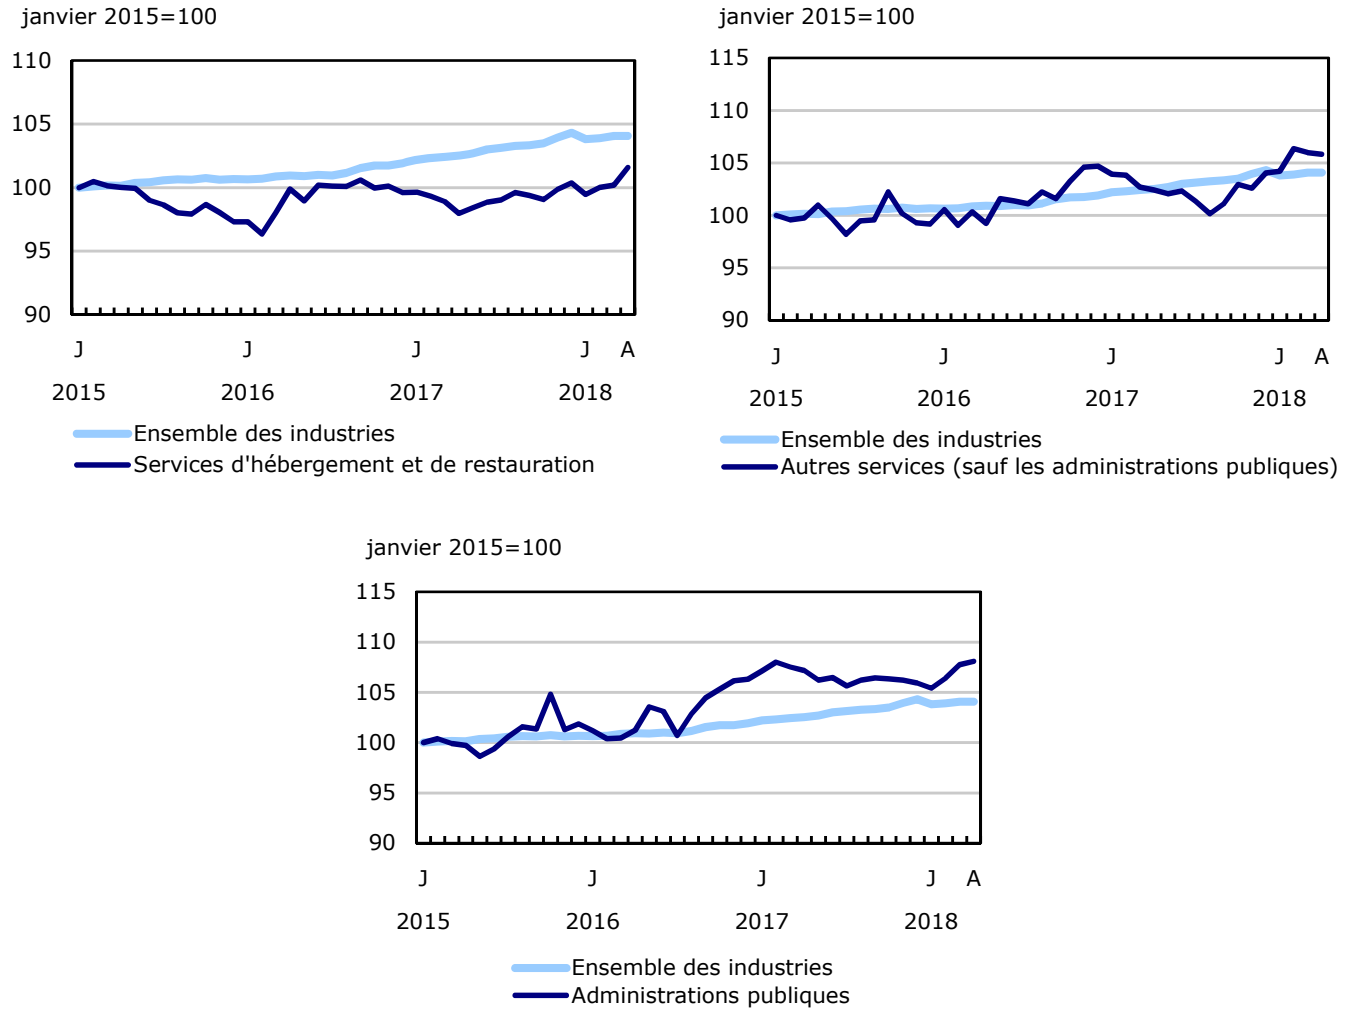 janvier 2015=100
110
105
100
95
90
J J J J A
2015 2016 2017 2018
Ensemble des industries
Services d'hébergement et de restauration
janvier 2015=100
115
110
105
100
95
90
J J J J A
2015 2016 2017 2018
Ensemble des industries
Autres services (sauf les administrations publiques)
janvier 2015=100
115
110
105
100
95
90
J J J J A
2015 2016 2017 2018
Ensemble des industries
Administrations publiques